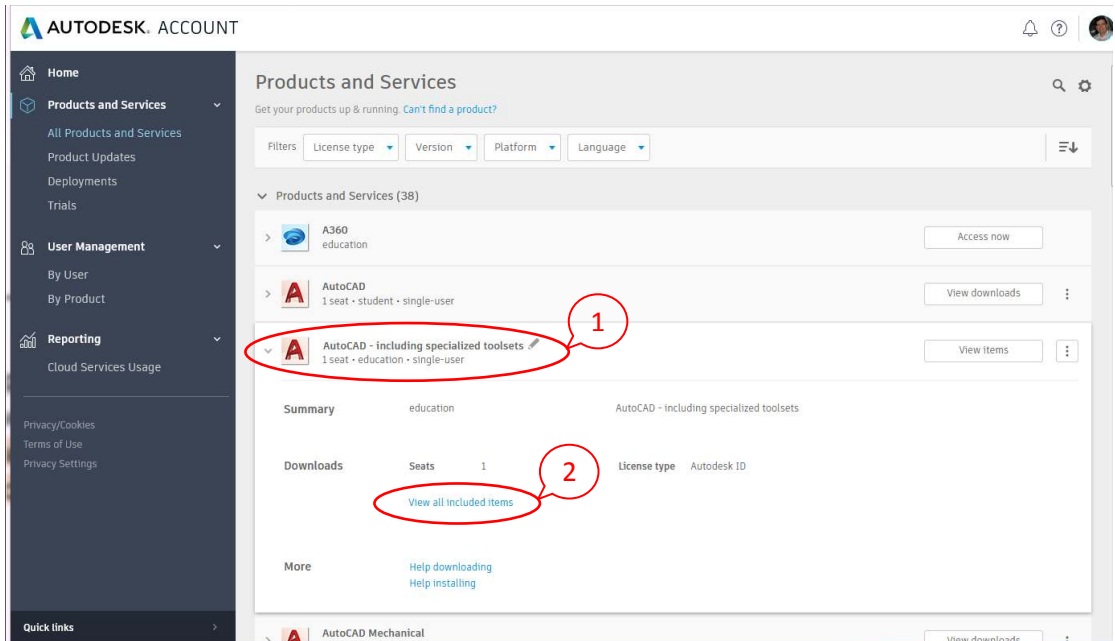 AUTODESK. ACCOUNT
Home
Products and Services
All Products and Services
Product Updates
Deployments
Trials
User Management
By User
By Product
Reporting
Cloud Services Usage
Privacy/Cookies
Terms of Use
Privacy Settings
Quick links
Products and Services
Get your products up & running. Can't find a product?
Filters License type Version Platform Language
Products and Services (38)
A360
education
Access now
AutoCAD
1 seat • student • single-user
View downloads
1
AutoCAD - including specialized toolsets
1 seat • education • single-user
View items
Summary education AutoCAD - including specialized toolsets
Downloads Seats 1 License type Autodesk ID
2
View all included items
More Help downloading
Help installing
AutoCAD Mechanical
View downloads